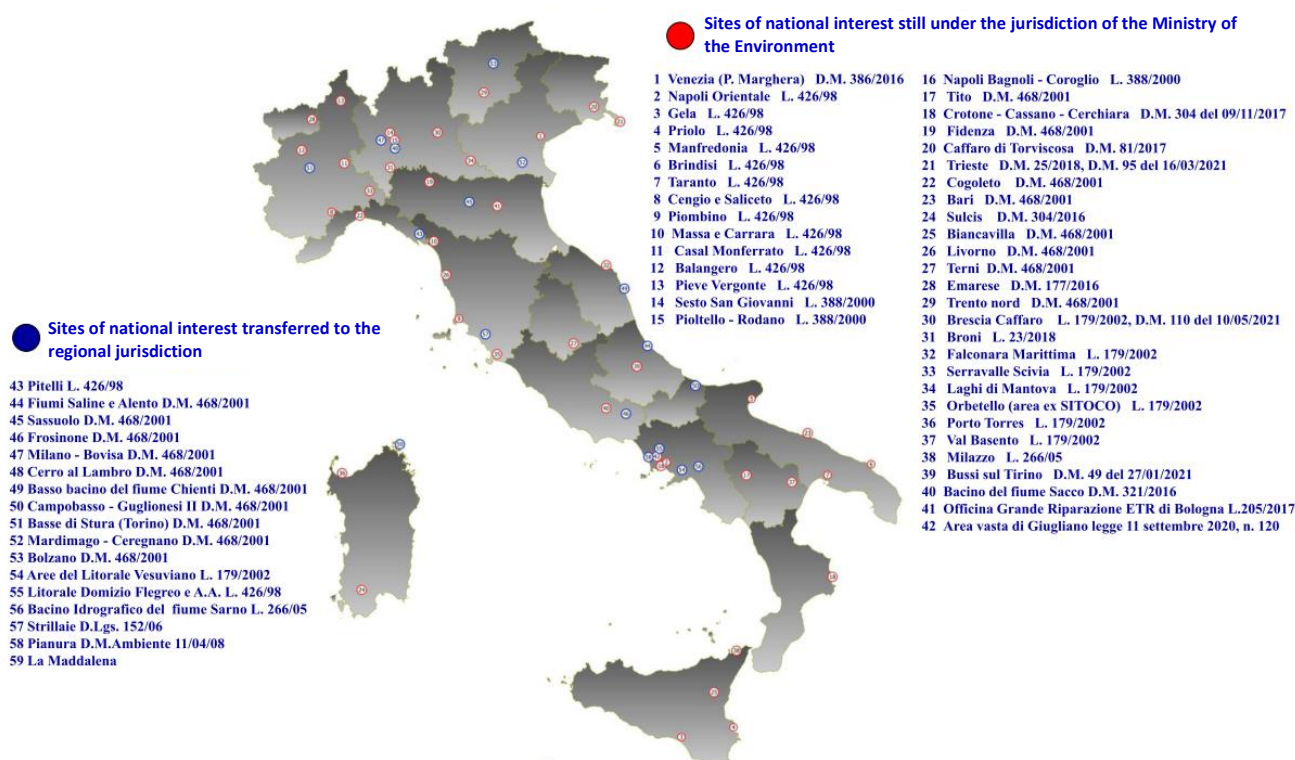 Sites of national interest still under the jurisdiction of the Ministry of
the Environment
1 Venezia (P. Marghera) D.M. 386/2016
2 Napoli Orientale L. 426/98
3 Gela L. 426/98
4 Priolo L. 426/98
5 Manfredonia L. 426/98
6 Brindisi L. 426/98
7 Taranto L. 426/98
8 Cengio e Saliceto L. 426/98
9 Piombino L. 426/98
10 Massa e Carrara L. 426/98
11 Casal Monferrato L. 426/98
12 Balangero L. 426/98
13 Pieve Vergonte L. 426/98
14 Sesto San Giovanni L. 388/2000
15 Pioltello - Rodano L. 388/2000
16 Napoli Bagnoli - Coroglio L. 388/2000
17 Tito D.M. 468/2001
18 Crotone - Cassano - Cerchiara D.M. 304 del 09/11/2017
19 Fidenza D.M. 468/2001
20 Caffaro di Torviscosa D.M. 81/2017
21 Trieste D.M. 25/2018, D.M. 95 del 16/03/2021
22 Cogoleto D.M. 468/2001
23 Bari D.M. 468/2001
24 Sulcis D.M. 304/2016
25 Biancavilla D.M. 468/2001
26 Livorno D.M. 468/2001
27 Terni D.M. 468/2001
28 Emarese D.M. 177/2016
29 Trento nord D.M. 468/2001
30 Brescia Caffaro L. 179/2002, D.M. 110 del 10/05/2021
31 Broni L. 23/2018
32 Falconara Marittima L. 179/2002
33 Serravalle Scivia L. 179/2002
34 Laghi di Mantova L. 179/2002
35 Orbetello (area ex SITOCO) L. 179/2002
36 Porto Torres L. 179/2002
37 Val Basento L. 179/2002
38 Milazzo L. 266/05
39 Bussi sul Tirino D.M. 49 del 27/01/2021
40 Bacino del fiume Sacco D.M. 321/2016
41 Officina Grande Riparazione ETR di Bologna L.205/2017
42 Area vasta di Giugliano legge 11 settembre 2020, n. 120
Sites of national interest transferred to the
regional jurisdiction
43 Pitelli L. 426/98
44 Fiumi Saline e Alento D.M. 468/2001
45 Sassuolo D.M. 468/2001
46 Frosinone D.M. 468/2001
47 Milano - Bovisa D.M. 468/2001
48 Cerro al Lambro D.M. 468/2001
49 Basso bacino del fiume Chienti D.M. 468/2001
50 Campobasso - Guglionesi II D.M. 468/2001
51 Basse di Stura (Torino) D.M. 468/2001
52 Mardimago - Ceregnano D.M. 468/2001
53 Bolzano D.M. 468/2001
54 Aree del Litorale Vesuviano L. 179/2002
55 Litorale Domizio Flegreo e A.A. L. 426/98
56 Bacino Idrografico del fiume Sarno L. 266/05
57 Strillaie D.Lgs. 152/06
58 Pianura D.M.Ambiente 11/04/08
59 La Maddalena